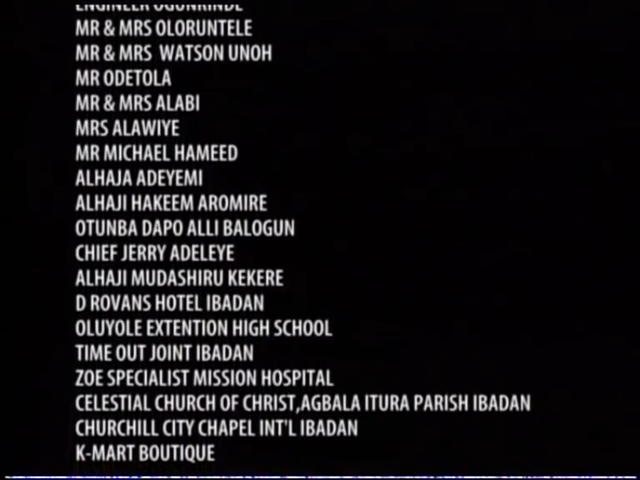 ENGINEER OGUNKINDE
MR & MRS OLORUNTELE
MR & MRS WATSON UNOH
MR ODETOLA
MR & MRS ALABI
MRS ALAWIYE
MR MICHAEL HAMEED
ALHAJA ADEYEMI
ALHAJI HAKEEM AROMIRE
OTUNBA DAPO ALLI BALOGUN
CHIEF JERRY ADELEYE
ALHAJI MUDASHIRU KEKERE
D ROVANS HOTEL IBADAN
OLUYOLE EXTENTION HIGH SCHOOL
TIME OUT JOINT IBADAN
ZOE SPECIALIST MISSION HOSPITAL
CELESTIAL CHURCH OF CHRIST,AGBALA ITURA PARISH IBADAN
CHURCHILL CITY CHAPEL INT'L IBADAN
K-MART BOUTIQUE